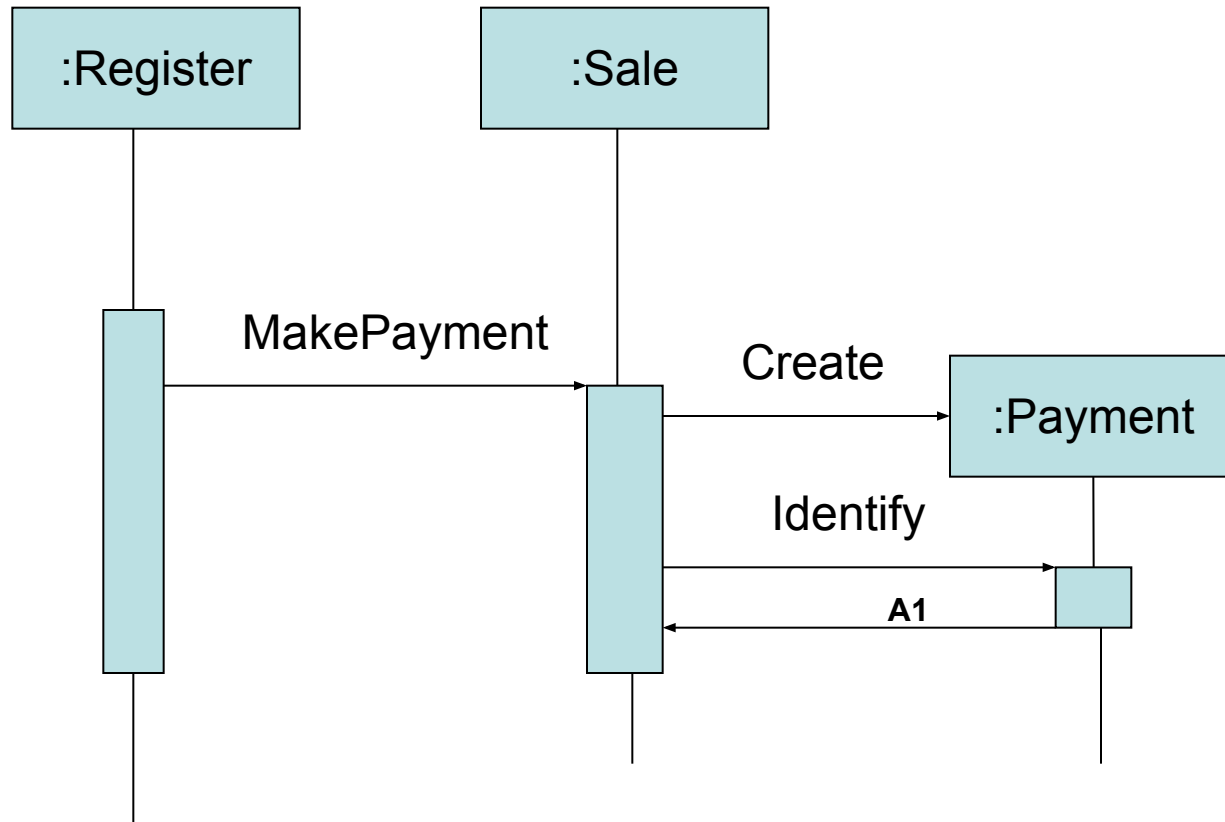 :Register
:Sale
MakePayment
Create
:Payment
Identify
A1